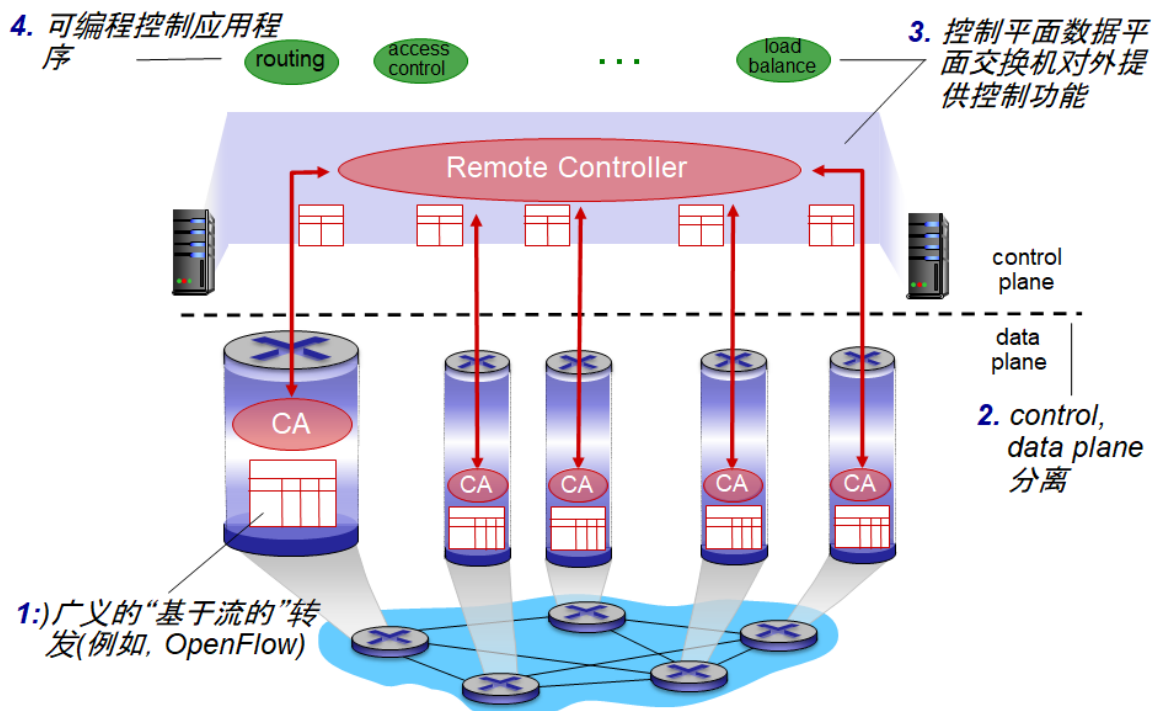 4. 可编程控制应用程
序
routing
access
control
...
load
balance
3. 控制平面数据平
面交换机对外提
供控制功能
Remote Controller
control
plane
data
plane
CA
CA
CA
CA
CA
2. control,
data plane
分离
1:)广义的“基于流的”转
发(例如, OpenFlow)